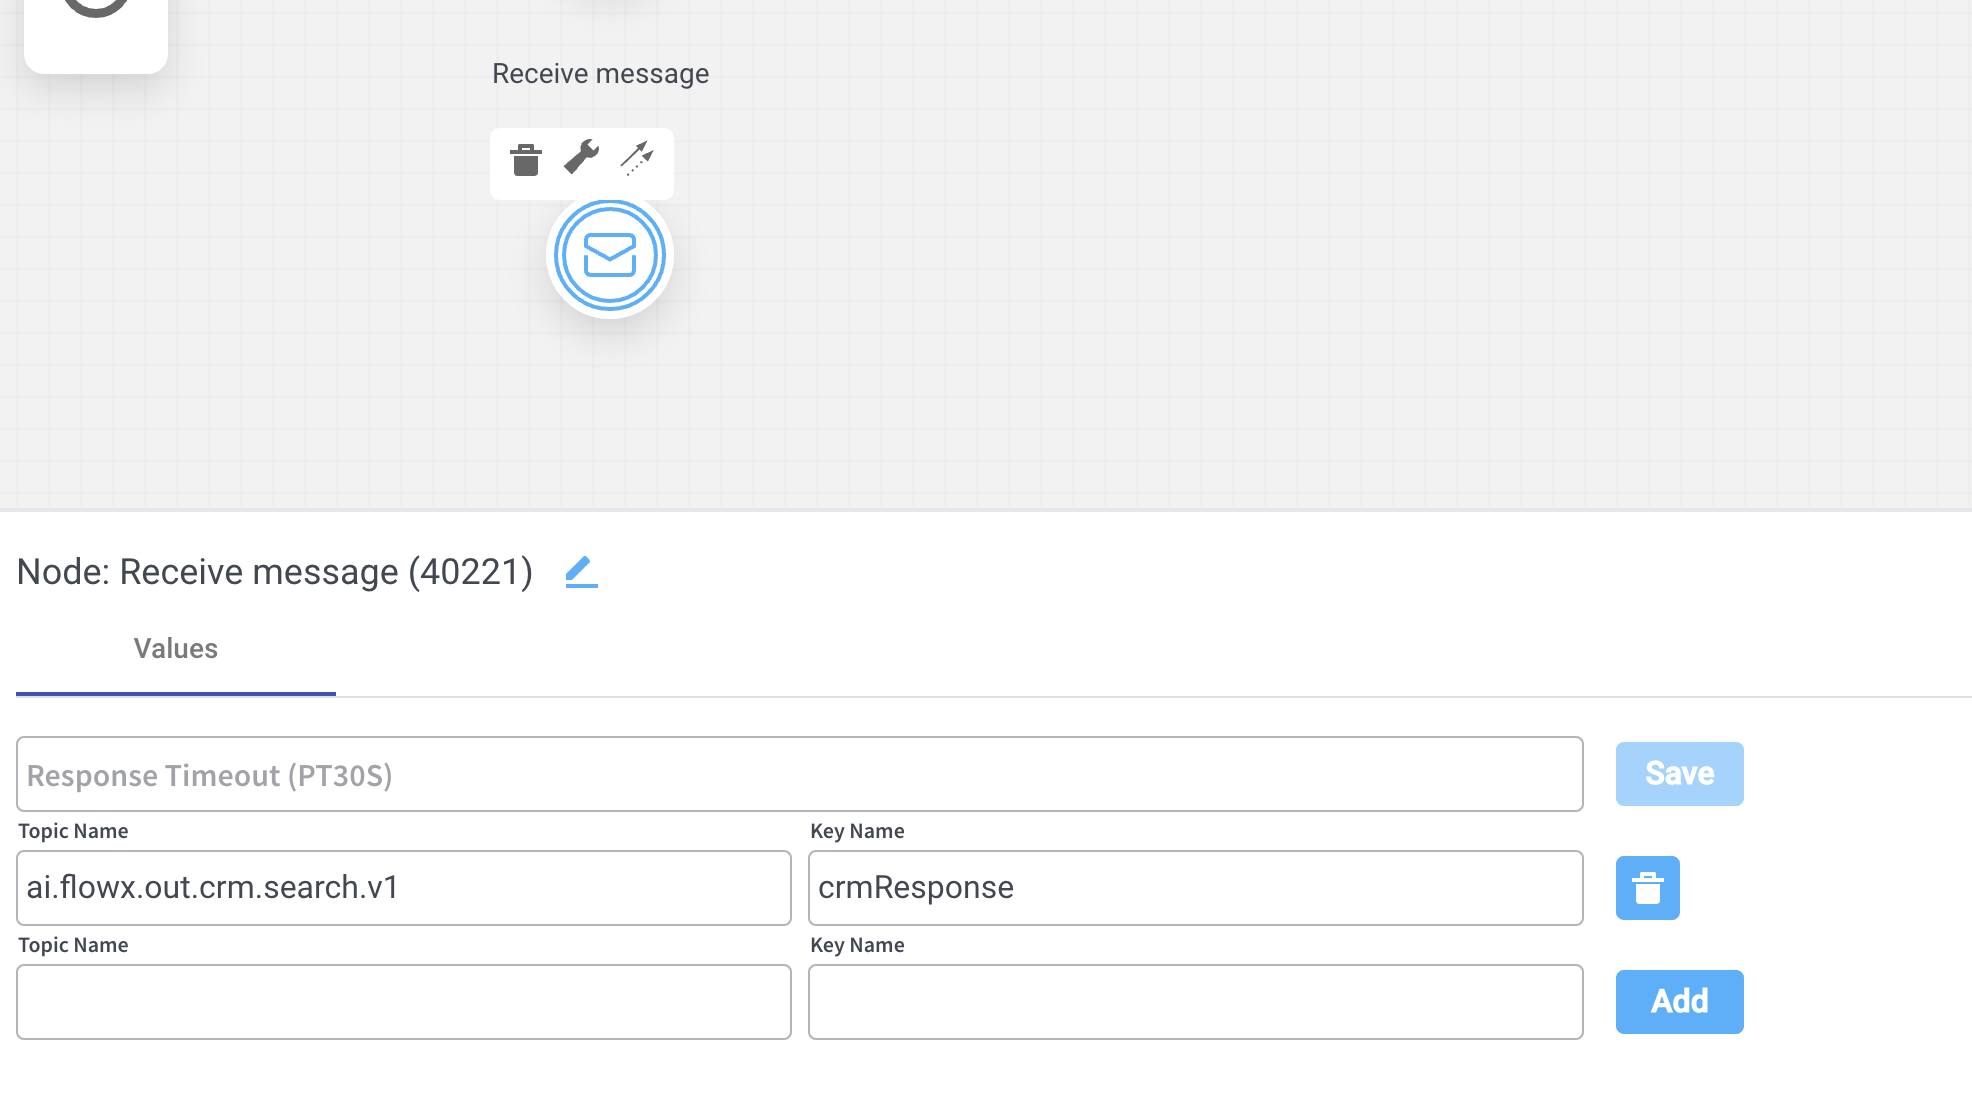 Receive message
Node: Receive message (40221)
Values
Response Timeout (PT30S)
Save
Topic Name
Key Name
ai.flowx.out.crm.search.v1
crmResponse
Topic Name
Key Name
Add